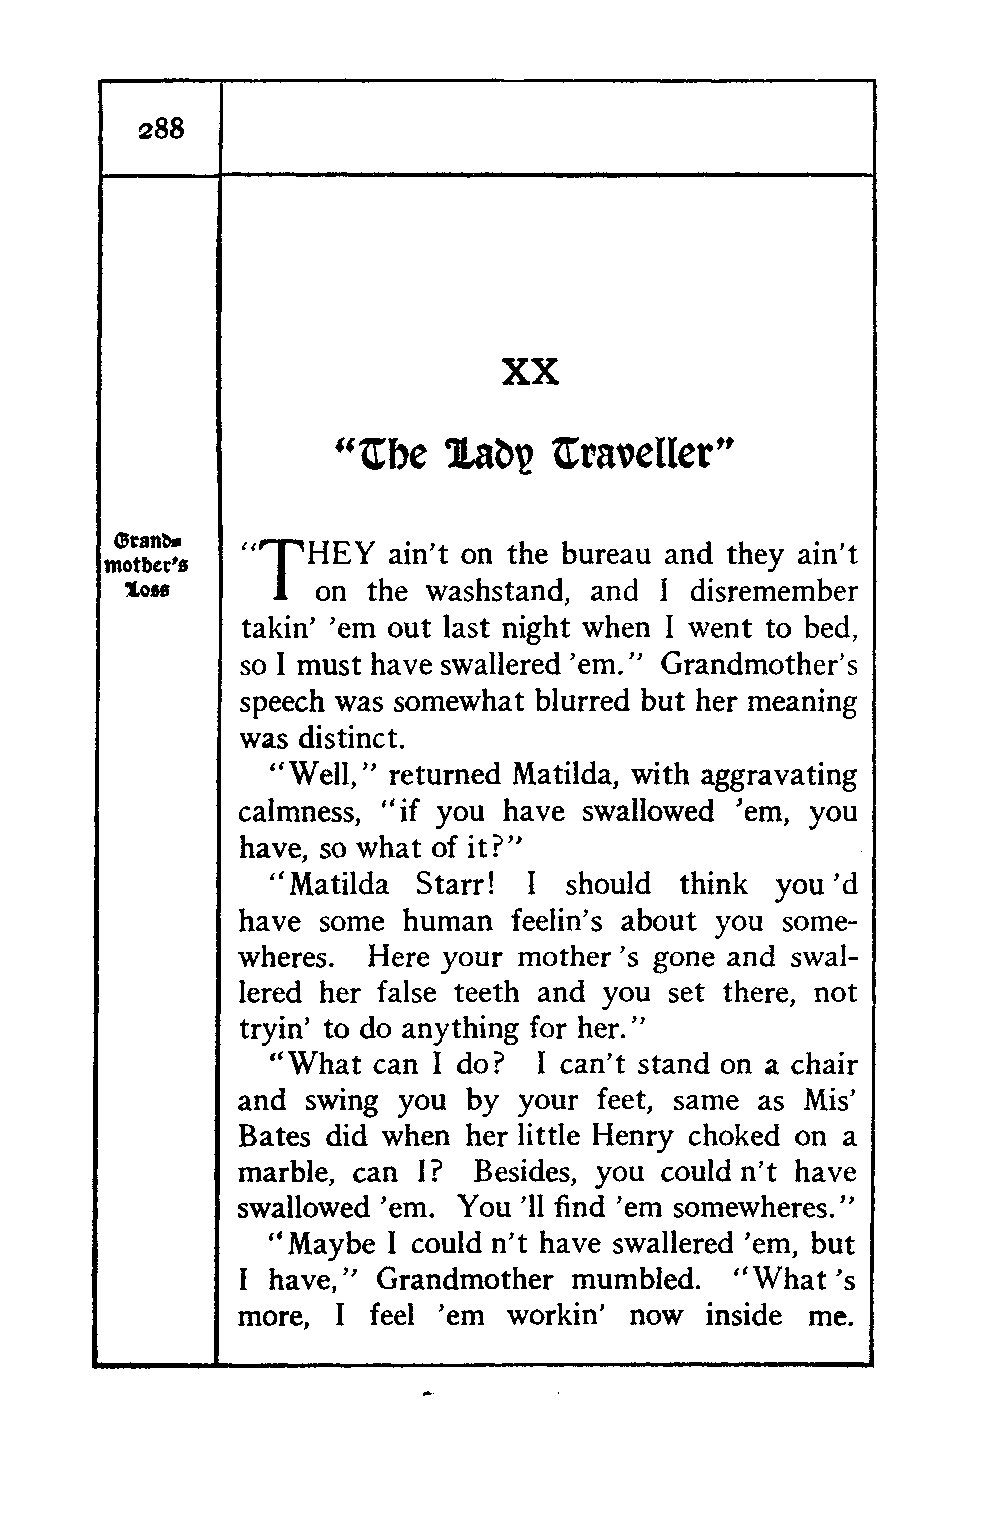 288
XX
“The Lady Traveller”
Grand-
mother's
Loss
“THEY ain't on the bureau and they ain't
on the washstand, and I disremember
takin' 'em out last night when I went to bed,
so I must have swallered 'em.” Grandmother's
speech was somewhat blurred but her meaning
was distinct.
“Well,” returned Matilda, with aggravating
calmness, “if you have swallowed 'em, you
have, so what of it?”
“Matilda Starr! I should think you 'd
have some human feelin's about you some-
wheres. Here your mother 's gone and swal-
lered her false teeth and you set there, not
tryin' to do anything for her.”
“What can I do? I can't stand on a chair
and swing you by your feet, same as Mis'
Bates did when her little Henry choked on a
marble, can I? Besides, you could n't have
swallowed 'em. You 'll find 'em somewheres.”
“Maybe I could n't have swallered 'em, but
I have,” Grandmother mumbled. “What 's
more, I feel 'em workin' now inside me.